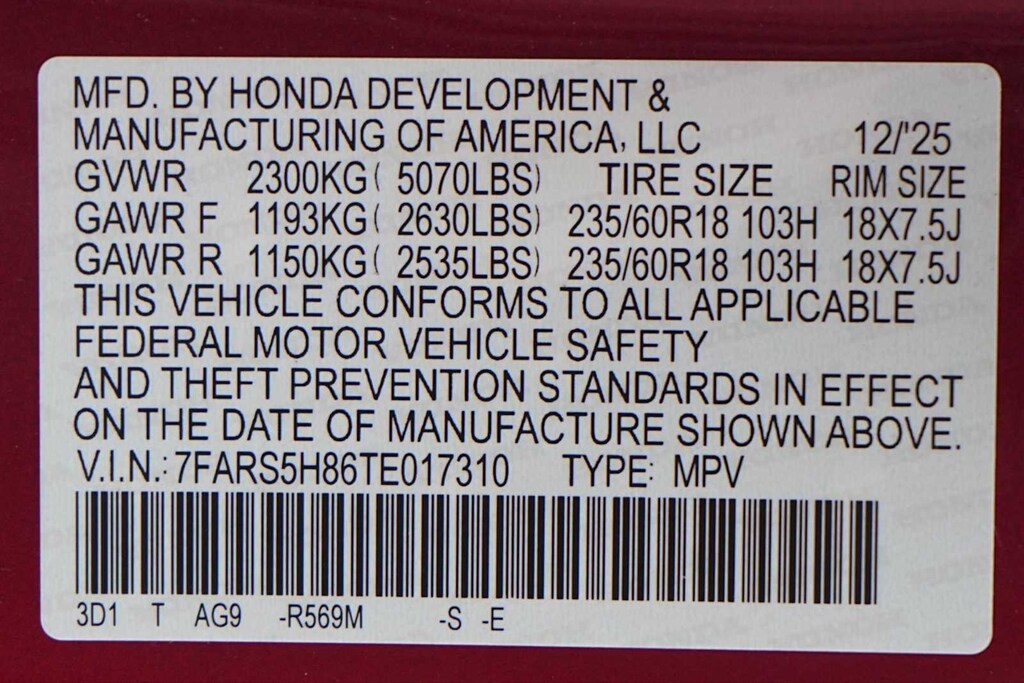 MFD. BY HONDA DEVELOPMENT &
MANUFACTURING OF AMERICA, LLC 12/'25
GVWR 2300KG( 5070LBS) TIRE SIZE RIM SIZE
GAWR F 1193KG( 2630LBS) 235/60R18 103H 18X7.5J
GAWR R 1150KG( 2535LBS) 235/60R18 103H 18X7.5J
THIS VEHICLE CONFORMS TO ALL APPLICABLE
FEDERAL MOTOR VEHICLE SAFETY
AND THEFT PREVENTION STANDARDS IN EFFECT
ON THE DATE OF MANUFACTURE SHOWN ABOVE.
V.I.N.: 7FARS5H86TE017310 TYPE: MPV
3D1 T AG9 -R569M -S -E